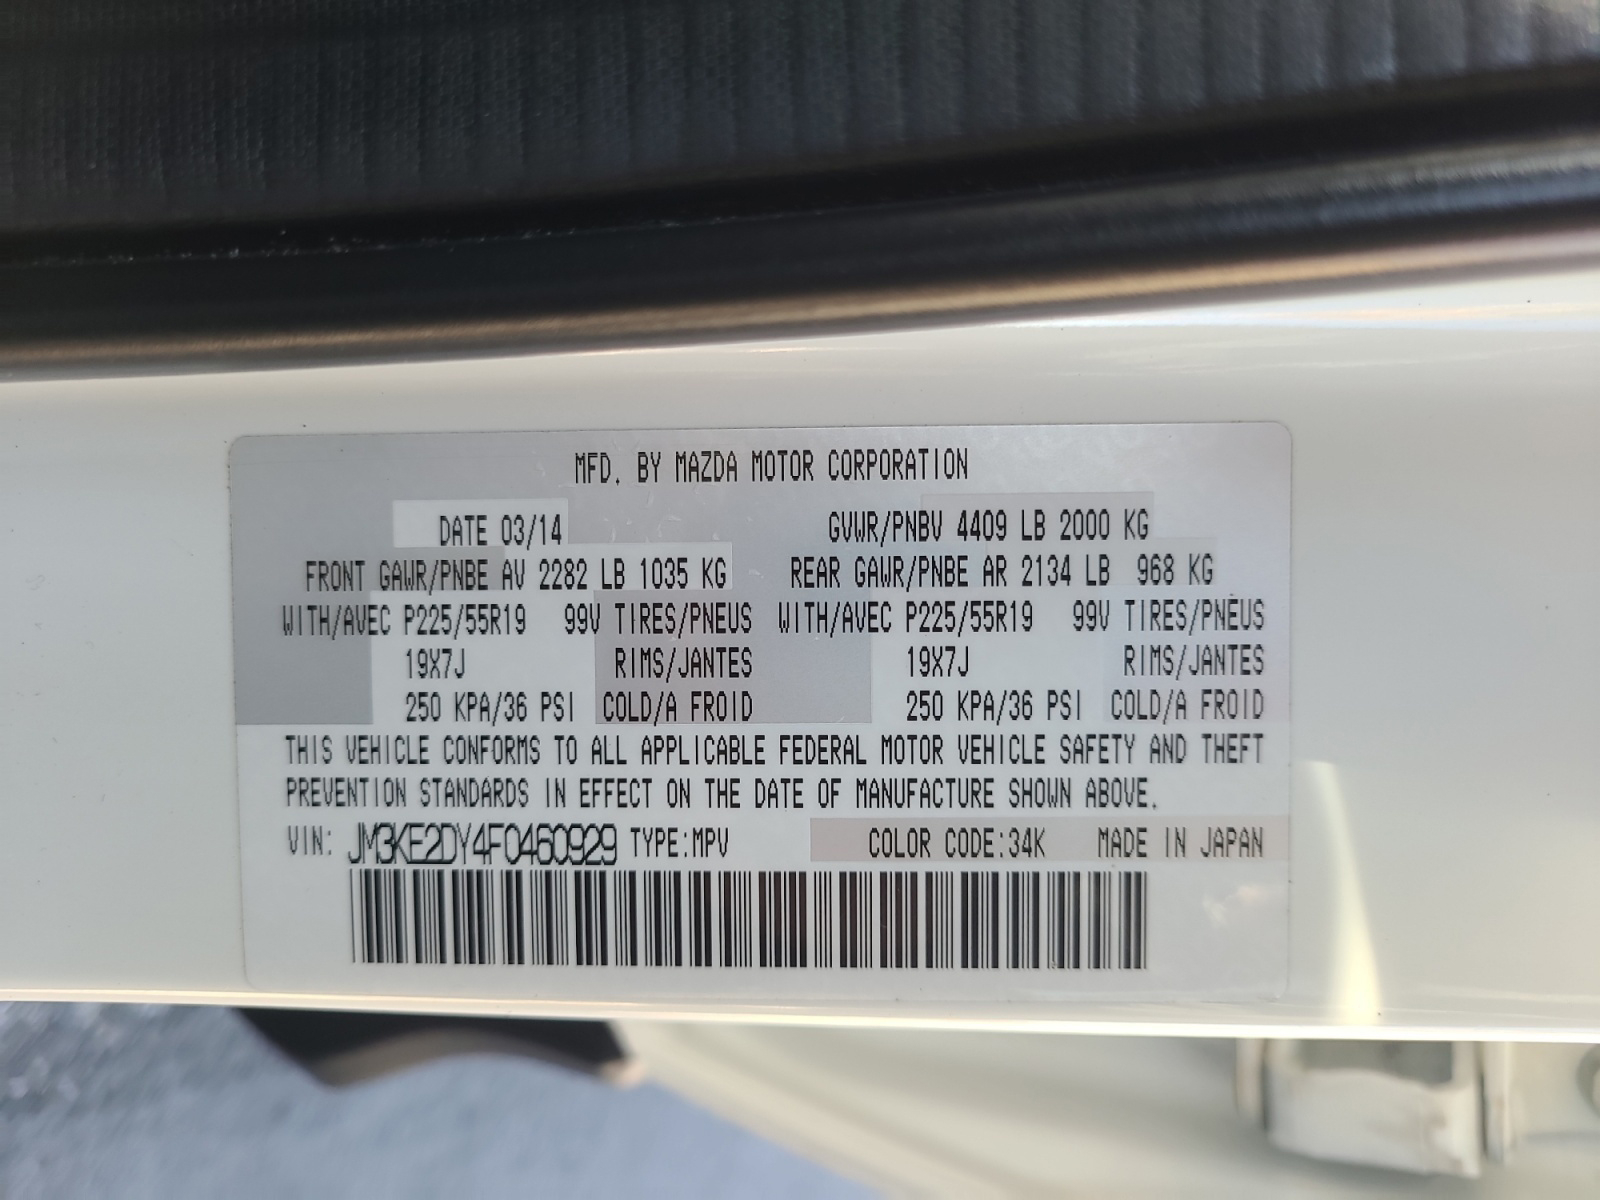 MFD. BY MAZDA MOTOR CORPORATION
DATE 03/14 GVWR/PNBV 4409 LB 2000 KG
FRONT GAWR/PNBE AV 2282 LB 1035 KG REAR GAWR/PNBE AR 2134 LB 968 KG
WITH/AVEC P225/55R19 99V TIRES/PNEUS WITH/AVEC P225/55R19 99V TIRES/PNEUS
19X7J RIMS/JANTES 19X7J RIMS/JANTES
250 KPA/36 PSI COLD/A FROID 250 KPA/36 PSI COLD/A FROID
THIS VEHICLE CONFORMS TO ALL APPLICABLE FEDERAL MOTOR VEHICLE SAFETY AND THEFT
PREVENTION STANDARDS IN EFFECT ON THE DATE OF MANUFACTURE SHOWN ABOVE.
VIN: JM3KE2DY4F0460929 TYPE:MPV COLOR CODE:34K MADE IN JAPAN